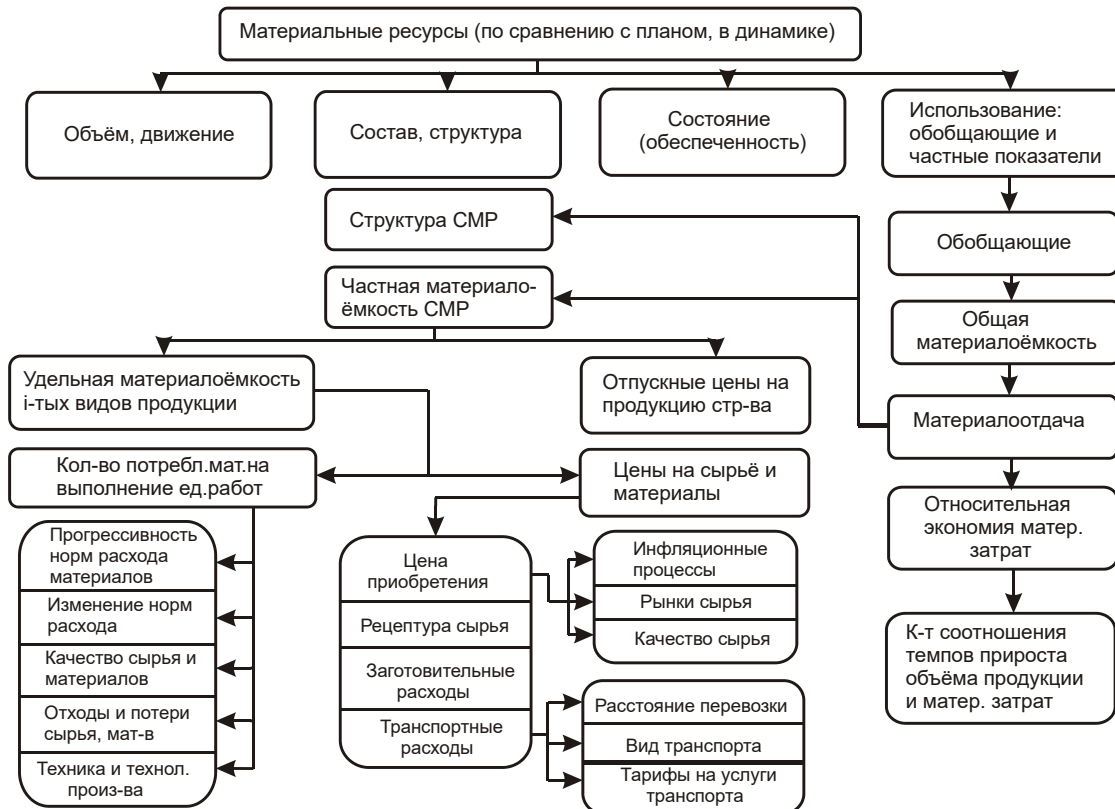 Материальные ресурсы (по сравнению с планом, в динамике)
Объём, движение
Состав, структура
Состояние
(обеспеченность)
Использование:
обобщающие и
частные показатели
Структура СМР
Обобщающие
Частная материало-
ёмкость СМР
Общая
материалоёмкость
Удельная материалоёмкость
i-тых видов продукции
Отпускные цены на
продукцию стр-ва
Материалоотдача
Кол-во потребл.мат.на
выполнение ед.работ
Цены на сырьё и
материалы
Относительная
экономия матер.
затрат
Прогрессивность
норм расхода
материалов
Изменение норм
расхода
Качество сырья и
материалов
Отходы и потери
сырья, мат-в
Техника и технол.
произ-ва
Цена
приобретения
Рецептура сырья
Заготовительные
расходы
Транспортные
расходы
Инфляционные
процессы
Рынки сырья
Качество сырья
Расстояние перевозки
Вид транспорта
Тарифы на услуги
транспорта
К-т соотношения
темпов прироста
объёма продукции
и матер. затрат